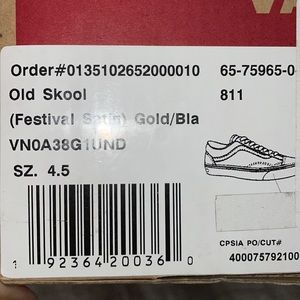 Order#0135102652000010 65-75965-0
Old Skool 811
(Festival Satin) Gold/Bla
VN0A38G1UND
SZ. 4.5
CPSIA PO/CUT#
1 92364 20036 0 400075792100